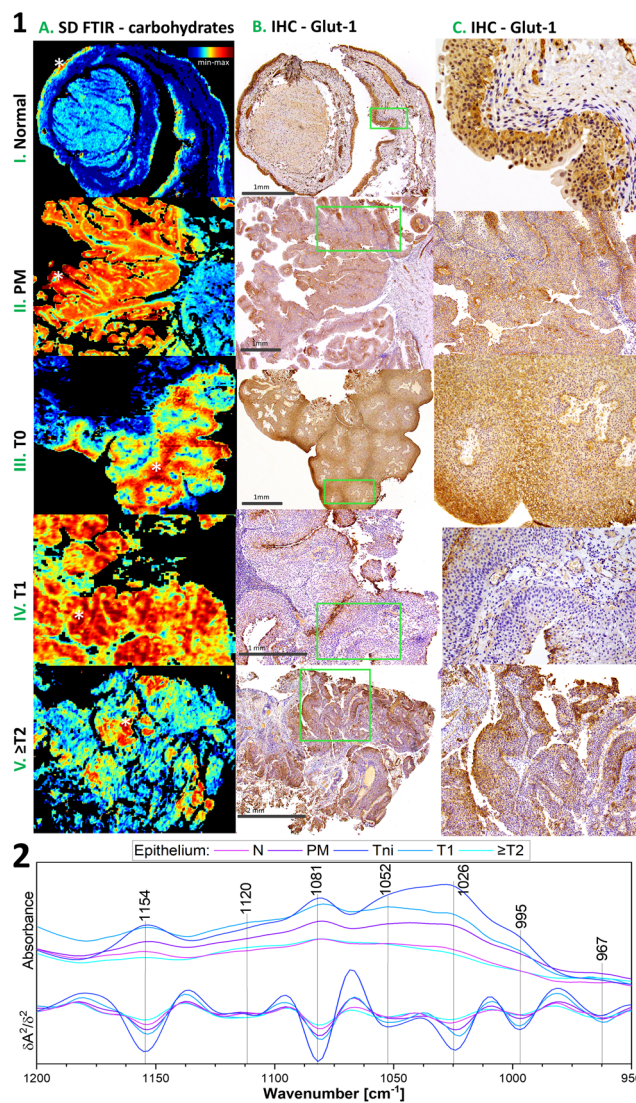 1 A. SD FTIR - carbohydrates B. IHC - Glut-1 C. IHC - Glut-1
*
min-max
I. Normal
1mm
*
II. PM
1mm
*
III. T0
1mm
*
IV. T1
1 mm
*
V. ≥T2
2 mm
2
Epithelium: N PM Tni T1 ≥T2
Absorbance
1154
1120
1081
1052
1026
995
967
δA²/δ²
1200 1150 1100 1050 1000 950
Wavenumber [cm⁻¹]